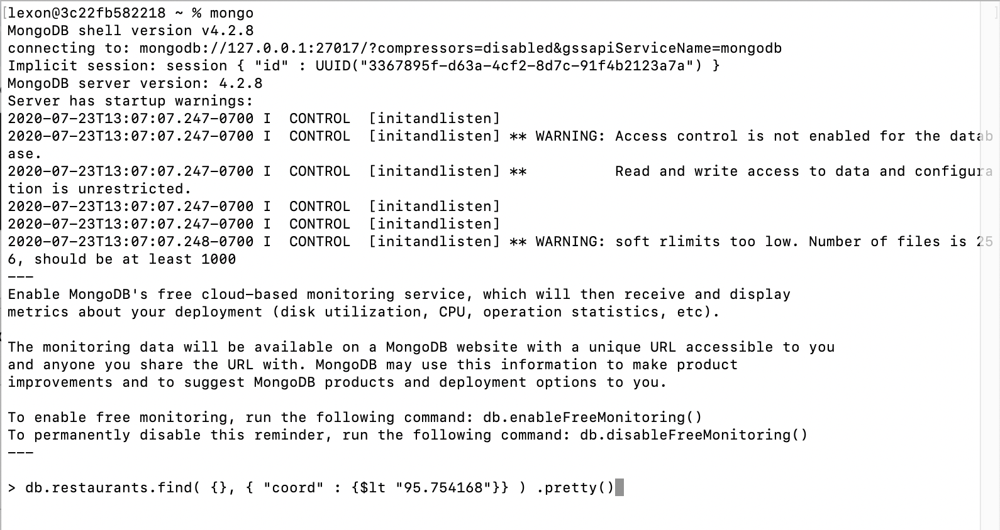 [lexon@3c22fb582218 ~ % mongo ]
MongoDB shell version v4.2.8
connecting to: mongodb://127.0.0.1:27017/?compressors=disabled&gssapiServiceName=mongodb
Implicit session: session { "id" : UUID("3367895f-d63a-4cf2-8d7c-91f4b2123a7a") }
MongoDB server version: 4.2.8
Server has startup warnings:
2020-07-23T13:07:07.247-0700 I  CONTROL  [initandlisten]
2020-07-23T13:07:07.247-0700 I  CONTROL  [initandlisten] ** WARNING: Access control is not enabled for the datab
ase.
2020-07-23T13:07:07.247-0700 I  CONTROL  [initandlisten] **          Read and write access to data and configura
tion is unrestricted.
2020-07-23T13:07:07.247-0700 I  CONTROL  [initandlisten]
2020-07-23T13:07:07.247-0700 I  CONTROL  [initandlisten]
2020-07-23T13:07:07.248-0700 I  CONTROL  [initandlisten] ** WARNING: soft rlimits too low. Number of files is 25
6, should be at least 1000
---
Enable MongoDB's free cloud-based monitoring service, which will then receive and display
metrics about your deployment (disk utilization, CPU, operation statistics, etc).

The monitoring data will be available on a MongoDB website with a unique URL accessible to you
and anyone you share the URL with. MongoDB may use this information to make product
improvements and to suggest MongoDB products and deployment options to you.

To enable free monitoring, run the following command: db.enableFreeMonitoring()
To permanently disable this reminder, run the following command: db.disableFreeMonitoring()
---

> db.restaurants.find( {}, { "coord" : {$lt "95.754168"}} ) .pretty()